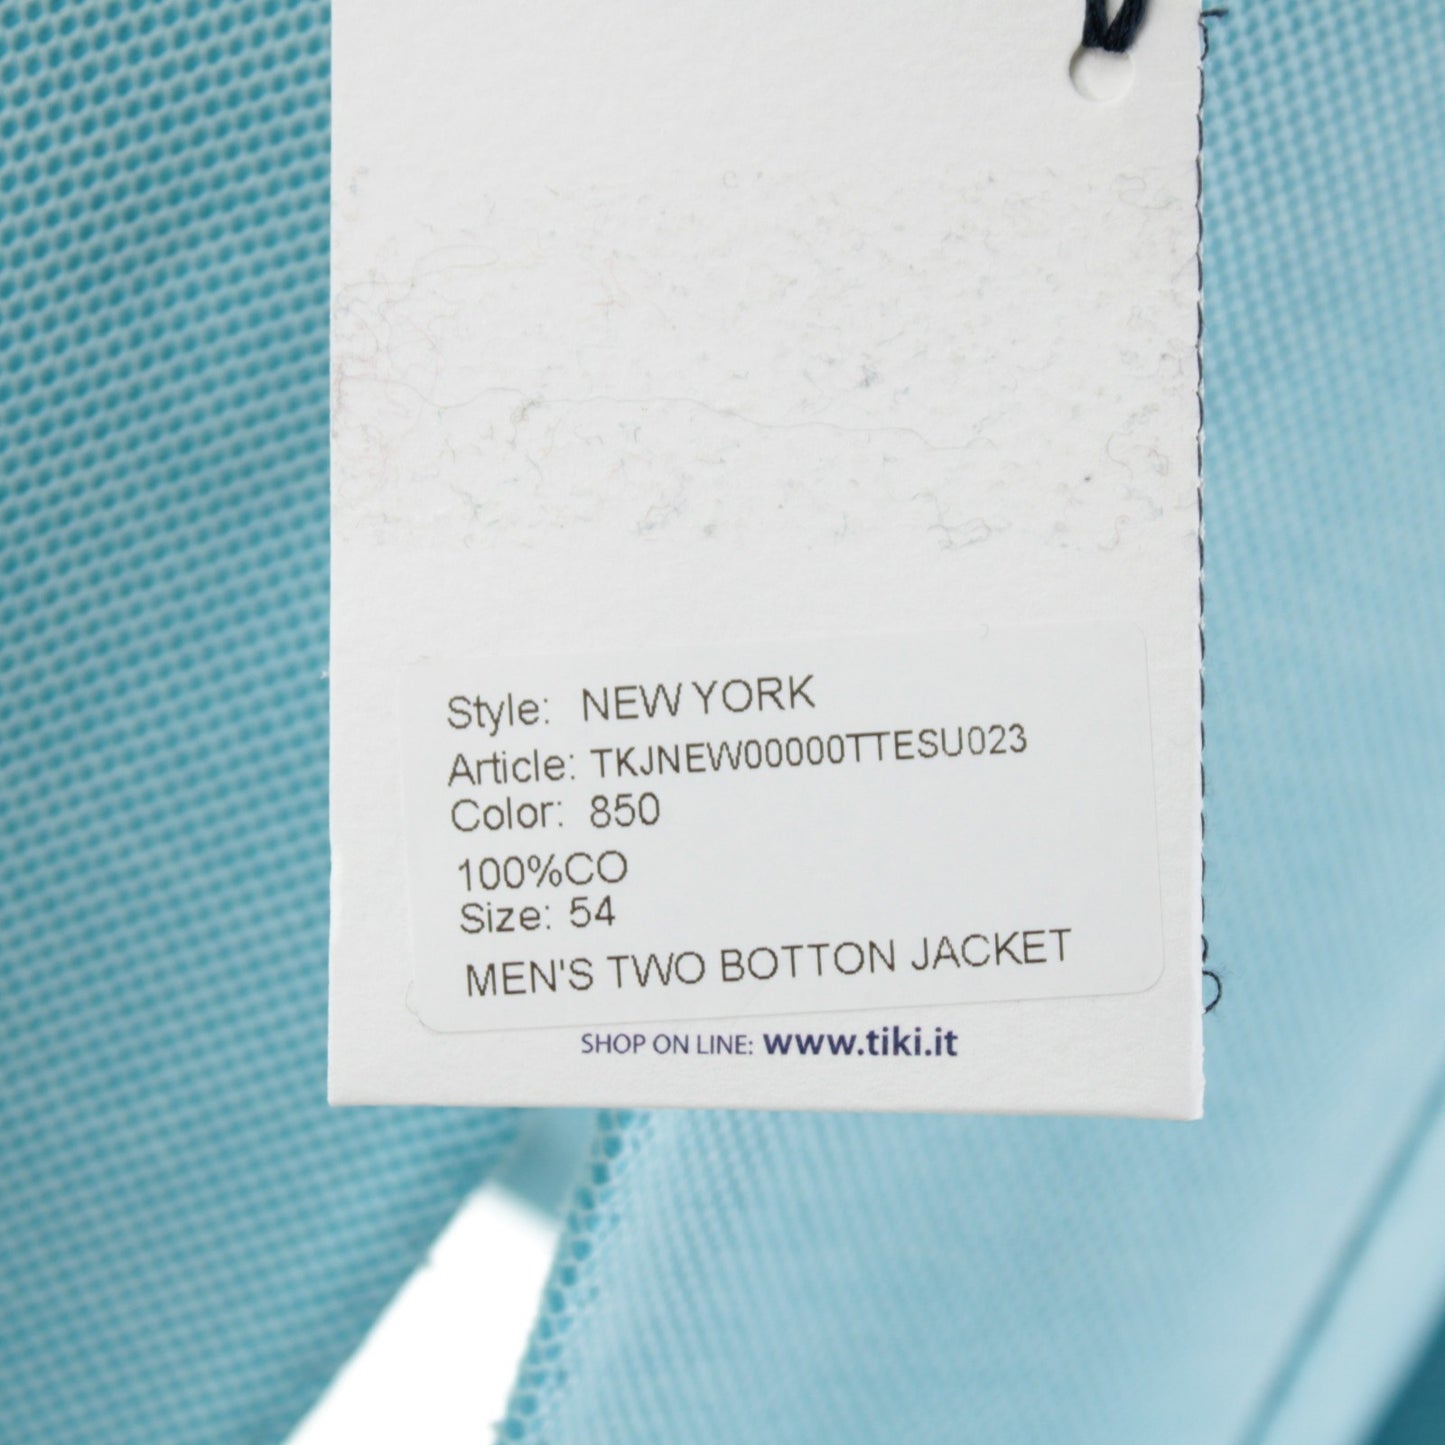 Style: NEW YORK
Article: TKJNEW00000TTESU023
Color: 850
100%CO
Size: 54
MEN'S TWO BOTTON JACKET
SHOP ON LINE: www.tiki.it